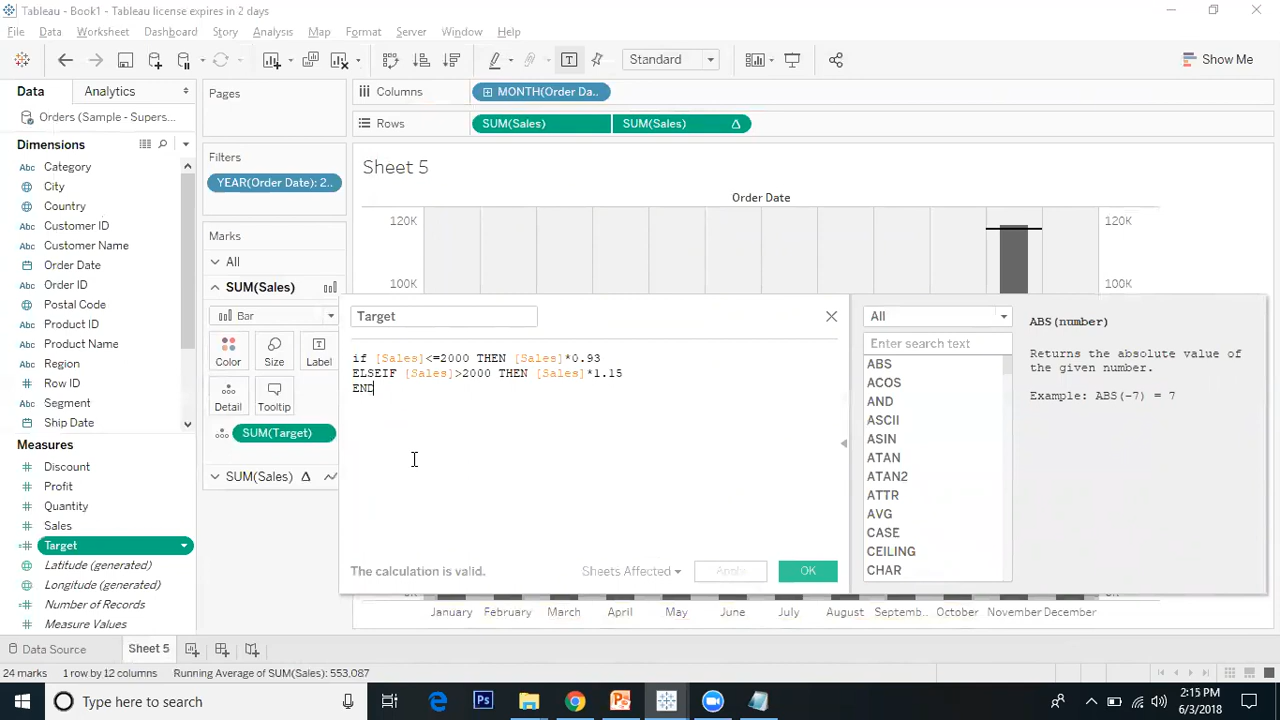 Tableau - Book1 - Tableau license expires in 2 days
File Data Worksheet Dashboard Story Analysis Map Format Server Window Help
Standard
Show Me
Data Analytics
Pages
Columns MONTH(Order Da..
Orders (Sample - Supers...
Rows SUM(Sales) SUM(Sales) Δ
Dimensions
Abc Category
City
Country
Abc Customer ID
Abc Customer Name
Order Date
Abc Order ID
Postal Code
Abc Product ID
Abc Product Name
Region
Abc Row ID
Abc Segment
Ship Date
Measures
Discount
Profit
Quantity
Sales
Target
Latitude (generated)
Longitude (generated)
Number of Records
Measure Values
Filters
YEAR(Order Date): 2..
Marks
All
SUM(Sales)
Bar
Color Size Label
Detail Tooltip
SUM(Target)
SUM(Sales) Δ
Sheet 5
Order Date
120K 120K
100K 100K
Target
if [Sales]<=2000 THEN [Sales]*0.93
ELSEIF [Sales]>2000 THEN [Sales]*1.15
END
The calculation is valid.
Sheets Affected
Apply
OK
All
Enter search text
ABS
ACOS
AND
ASCII
ASIN
ATAN
ATAN2
ATTR
AVG
CASE
CEILING
CHAR
ABS(number)
Returns the absolute value of
the given number.
Example: ABS(-7) = 7
January February March April May June July August Septemb... October November December
Data Source Sheet 5
24 marks 1 row by 12 columns Running Average of SUM(Sales): 553,087
Type here to search
2:15 PM
6/3/2018